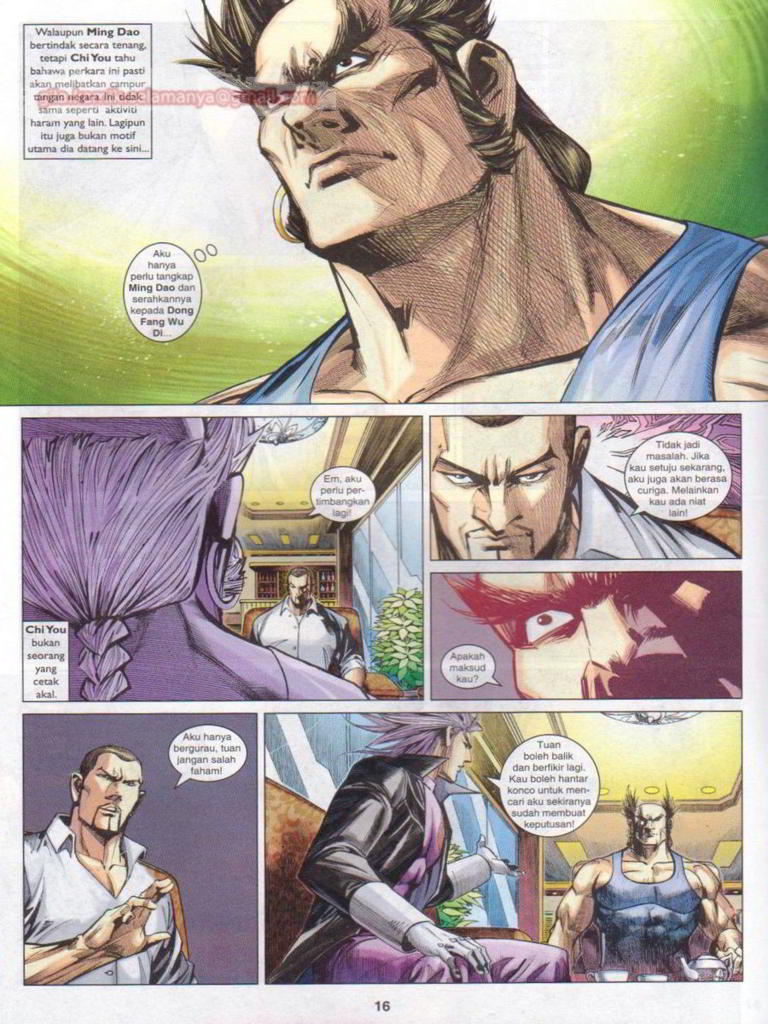 Walaupun Ming Dao
bertindak secara tenang,
tetapi Chi You tahu
bahawa perkara ini pasti
akan melibatkan campur
tangan negara. Ini tidak
sama seperti aktiviti
haram yang lain. Lagipun
itu juga bukan motif
utama dia datang ke sini...
Aku
hanya
perlu tangkap
Ming Dao dan
serahkannya
kepada Dong
Fang Wu
Di...
Em, aku
perlu per-
timbangkan
lagi!
Chi You
bukan
seorang
yang
cetak
akal.
Tidak jadi
masalah. Jika
kau setuju sekarang,
aku juga akan berasa
curiga. Melainkan
kau ada niat
lain!
Apakah
maksud
kau?
Aku hanya
bergurau, tuan
jangan salah
faham!
Tuan
boleh balik
dan berfikir lagi.
Kau boleh hantar
konco untuk men-
cari aku sekiranya
sudah membuat
keputusan!
16